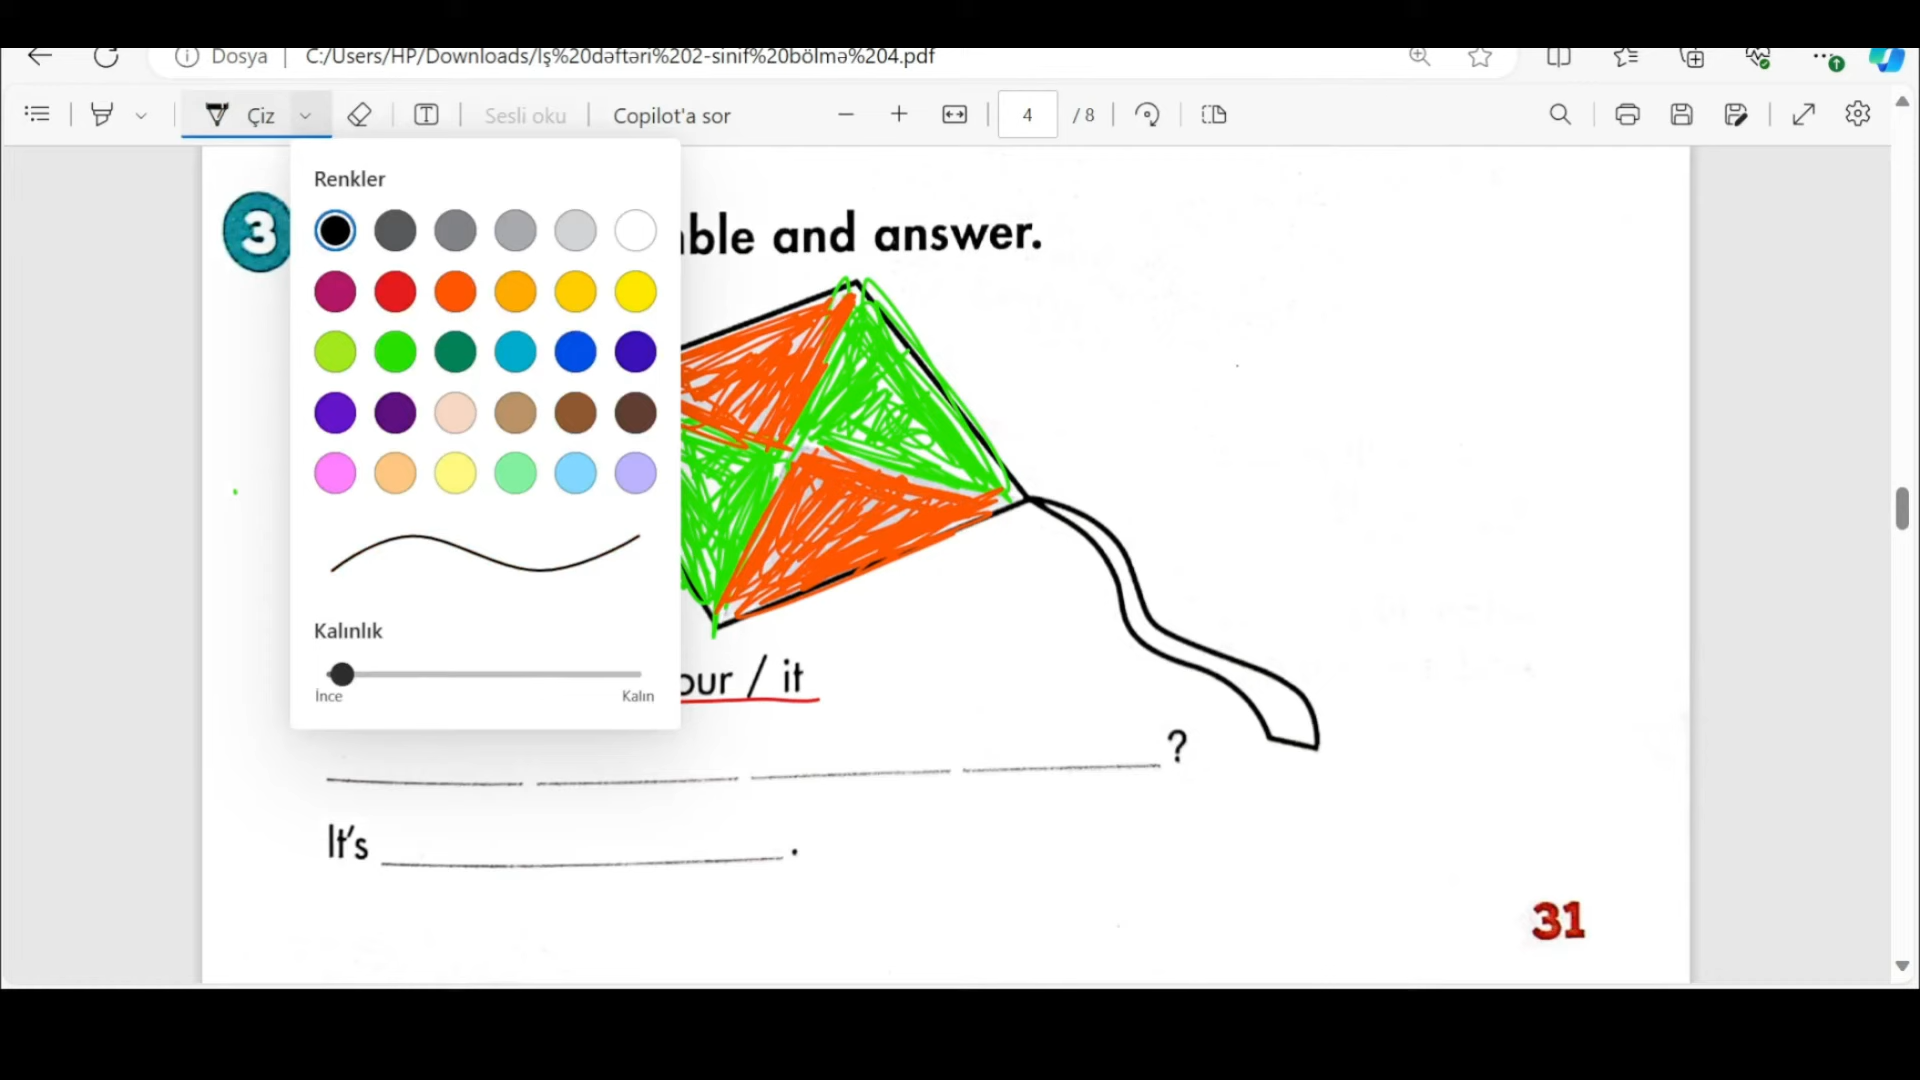 Dosya | C:/Users/HP/Downloads/İş%20dəftəri%202-sinif%20bölmə%204.pdf
Çiz Sesli oku Copilot'a sor 4 / 8
Renkler
3 ble and answer.
Kalınlık
İnce Kalın
our / it
?
It's .
31